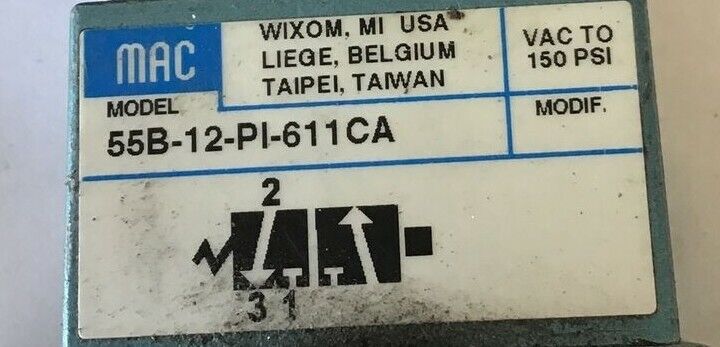 MAC
WIXOM, MI USA
LIEGE, BELGIUM
TAIPEI, TAIWAN
VAC TO
150 PSI
MODEL
55B-12-PI-611CA
MODIF.
2
3 1